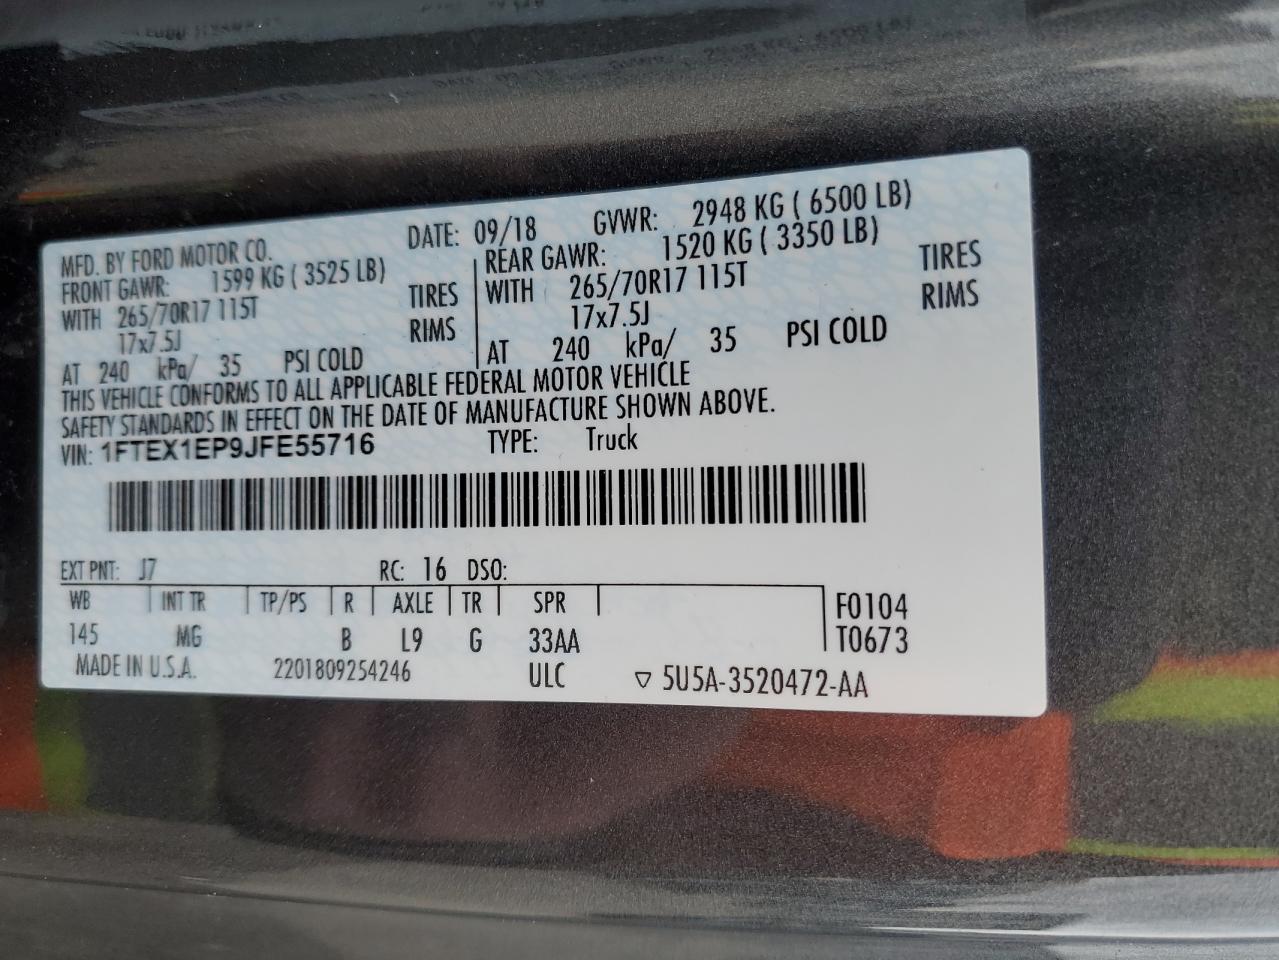 MFD. BY FORD MOTOR CO. DATE: 09/18 GVWR: 2948 KG ( 6500 LB)
FRONT GAWR: 1599 KG ( 3525 LB) REAR GAWR: 1520 KG ( 3350 LB)
WITH 265/70R17 115T TIRES WITH 265/70R17 115T TIRES
17x7.5J RIMS 17x7.5J RIMS
AT 240 kPa/ 35 PSI COLD AT 240 kPa/ 35 PSI COLD
THIS VEHICLE CONFORMS TO ALL APPLICABLE FEDERAL MOTOR VEHICLE
SAFETY STANDARDS IN EFFECT ON THE DATE OF MANUFACTURE SHOWN ABOVE.
VIN: 1FTEX1EP9JFE55716 TYPE: Truck
EXT PNT: J7 RC: 16 DSO:
WB INT TR TP/PS R AXLE TR SPR F0104
145 MG B L9 G 33AA T0673
MADE IN U.S.A. 2201809254246 ULC ▽ 5U5A-3520472-AA